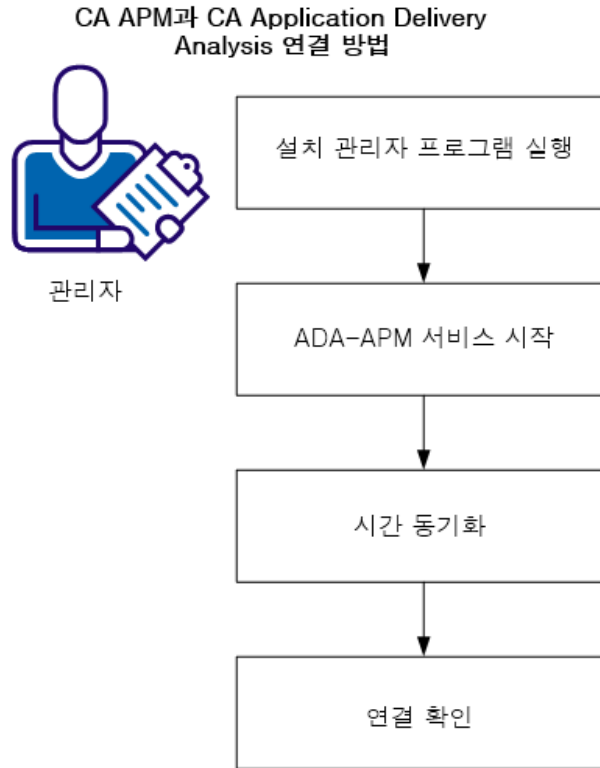 CA APM과 CA Application Delivery
Analysis 연결 방법
관리자
설치 관리자 프로그램 실행
ADA-APM 서비스 시작
시간 동기화
연결 확인